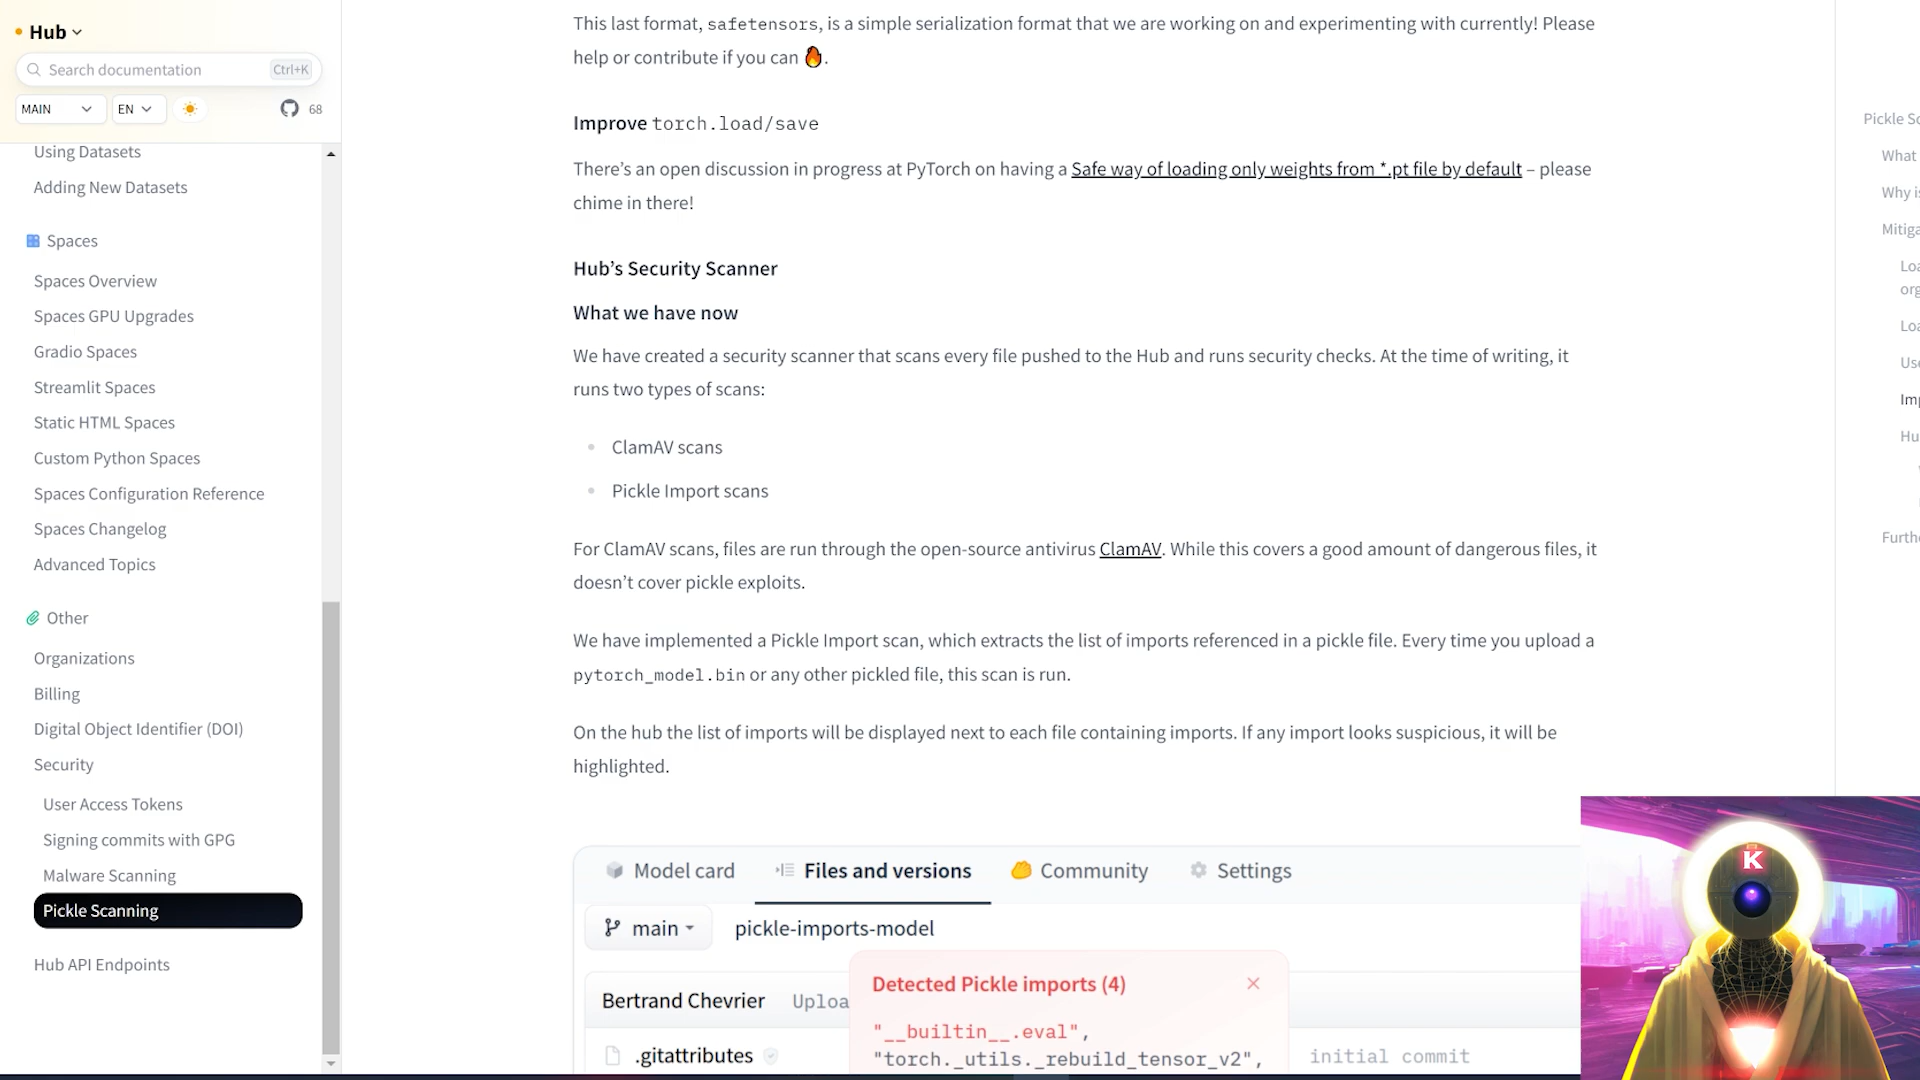 Hub
Search documentation Ctrl+K
MAIN EN 68
Using Datasets
Adding New Datasets
Spaces
Spaces Overview
Spaces GPU Upgrades
Gradio Spaces
Streamlit Spaces
Static HTML Spaces
Custom Python Spaces
Spaces Configuration Reference
Spaces Changelog
Advanced Topics
Other
Organizations
Billing
Digital Object Identifier (DOI)
Security
User Access Tokens
Signing commits with GPG
Malware Scanning
Pickle Scanning
Hub API Endpoints
This last format, safetensors, is a simple serialization format that we are working on and experimenting with currently! Please
help or contribute if you can 🔥.
Improve torch.load/save
There’s an open discussion in progress at PyTorch on having a Safe way of loading only weights from *.pt file by default – please
chime in there!
Hub’s Security Scanner
What we have now
We have created a security scanner that scans every file pushed to the Hub and runs security checks. At the time of writing, it
runs two types of scans:
ClamAV scans
Pickle Import scans
For ClamAV scans, files are run through the open-source antivirus ClamAV. While this covers a good amount of dangerous files, it
doesn’t cover pickle exploits.
We have implemented a Pickle Import scan, which extracts the list of imports referenced in a pickle file. Every time you upload a
pytorch_model.bin or any other pickled file, this scan is run.
On the hub the list of imports will be displayed next to each file containing imports. If any import looks suspicious, it will be
highlighted.
Model card Files and versions Community Settings
main pickle-imports-model
Detected Pickle imports (4)
Bertrand Chevrier Uploa
"__builtin__.eval",
.gitattributes "torch._utils._rebuild_tensor_v2", initial commit
Pickle Sc
What
Why is
Mitiga
Loa
org
Loa
Use
Imp
Hu
Furthe
K